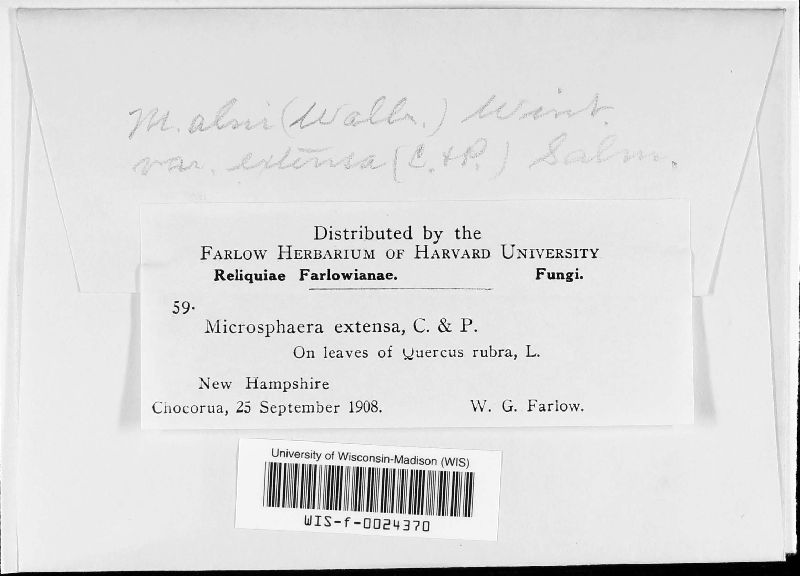 M. alni (Wallr.) Wint.
var. extensa (C. & P.) Salm.
Distributed by the
FARLOW HERBARIUM OF HARVARD UNIVERSITY
Reliquiae Farlowianae. Fungi.
59.
Microsphaera extensa, C. & P.
On leaves of Quercus rubra, L.
New Hampshire
Chocorua, 25 September 1908. W. G. Farlow.
University of Wisconsin-Madison (WIS)
WIS-f-0024370